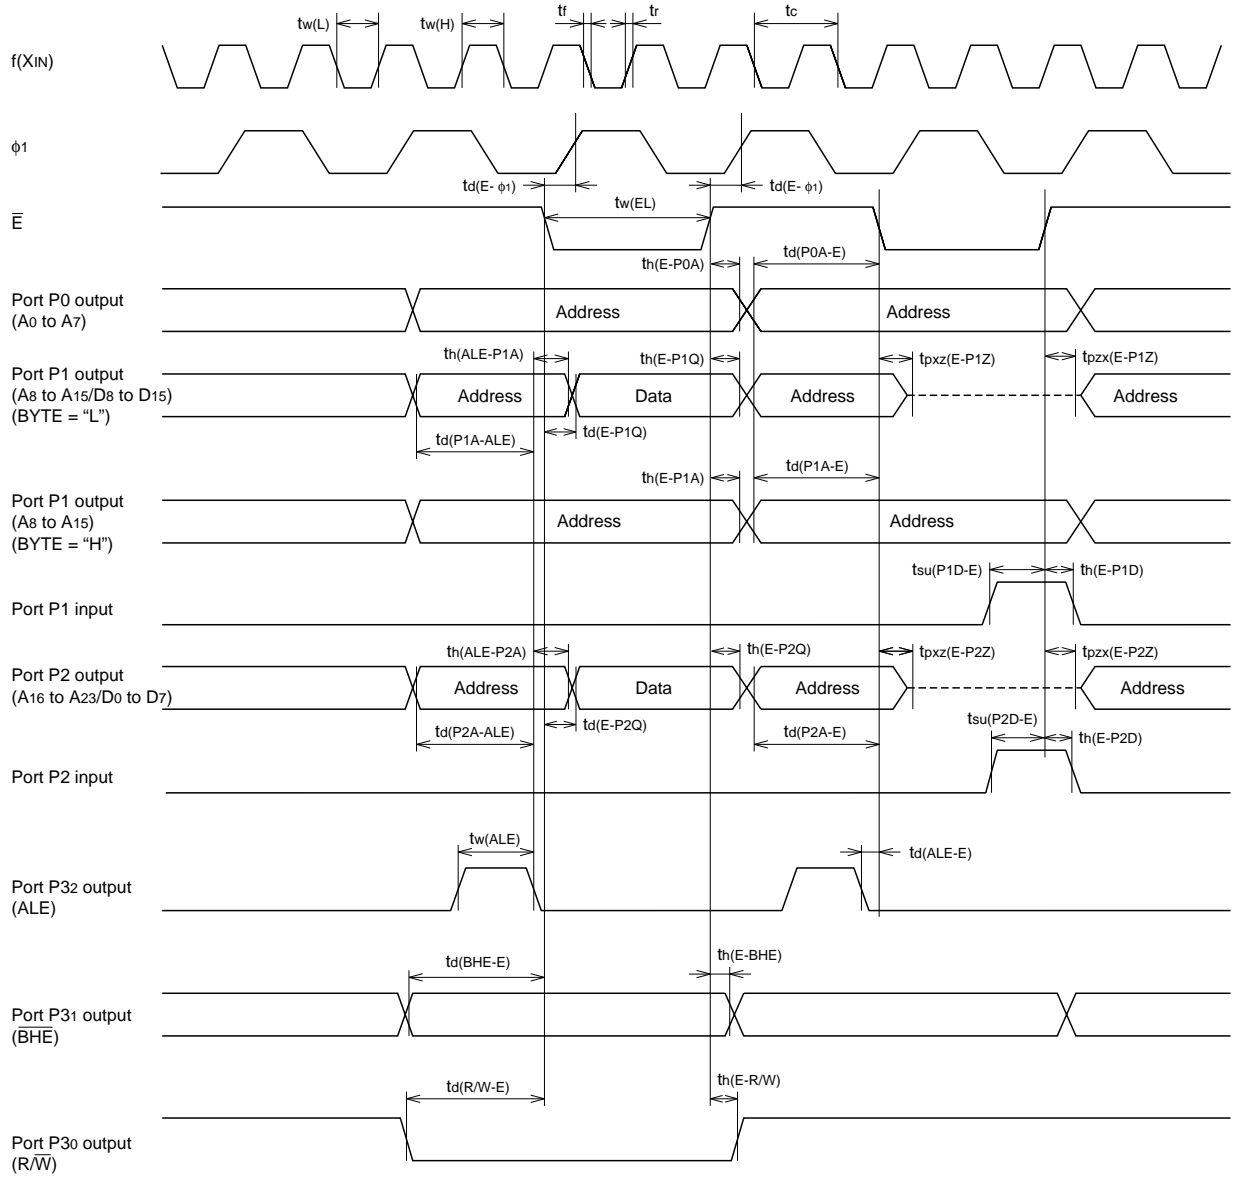 tw(L) tw(H) tf tr tc
f(XIN)
ϕ1
td(E- ϕ1) td(E- ϕ1)
tw(EL)
E̅
td(P0A-E)
th(E-P0A)
Port P0 output
(A0 to A7)
Address Address
th(ALE-P1A) th(E-P1Q) tpxz(E-P1Z) tpzx(E-P1Z)
Port P1 output
(A8 to A15/D8 to D15)
(BYTE = “L”)
Address Data Address Address
td(E-P1Q)
td(P1A-ALE)
th(E-P1A) td(P1A-E)
Port P1 output
(A8 to A15)
(BYTE = “H”)
Address Address
tsu(P1D-E) th(E-P1D)
Port P1 input
th(ALE-P2A) th(E-P2Q) tpxz(E-P2Z) tpzx(E-P2Z)
Port P2 output
(A16 to A23/D0 to D7)
Address Data Address Address
td(E-P2Q)
td(P2A-ALE) td(P2A-E)
tsu(P2D-E) th(E-P2D)
Port P2 input
tw(ALE) td(ALE-E)
Port P32 output
(ALE)
td(BHE-E) th(E-BHE)
Port P31 output
(B̅H̅E̅)
td(R/W-E) th(E-R/W)
Port P30 output
(R/W̅)